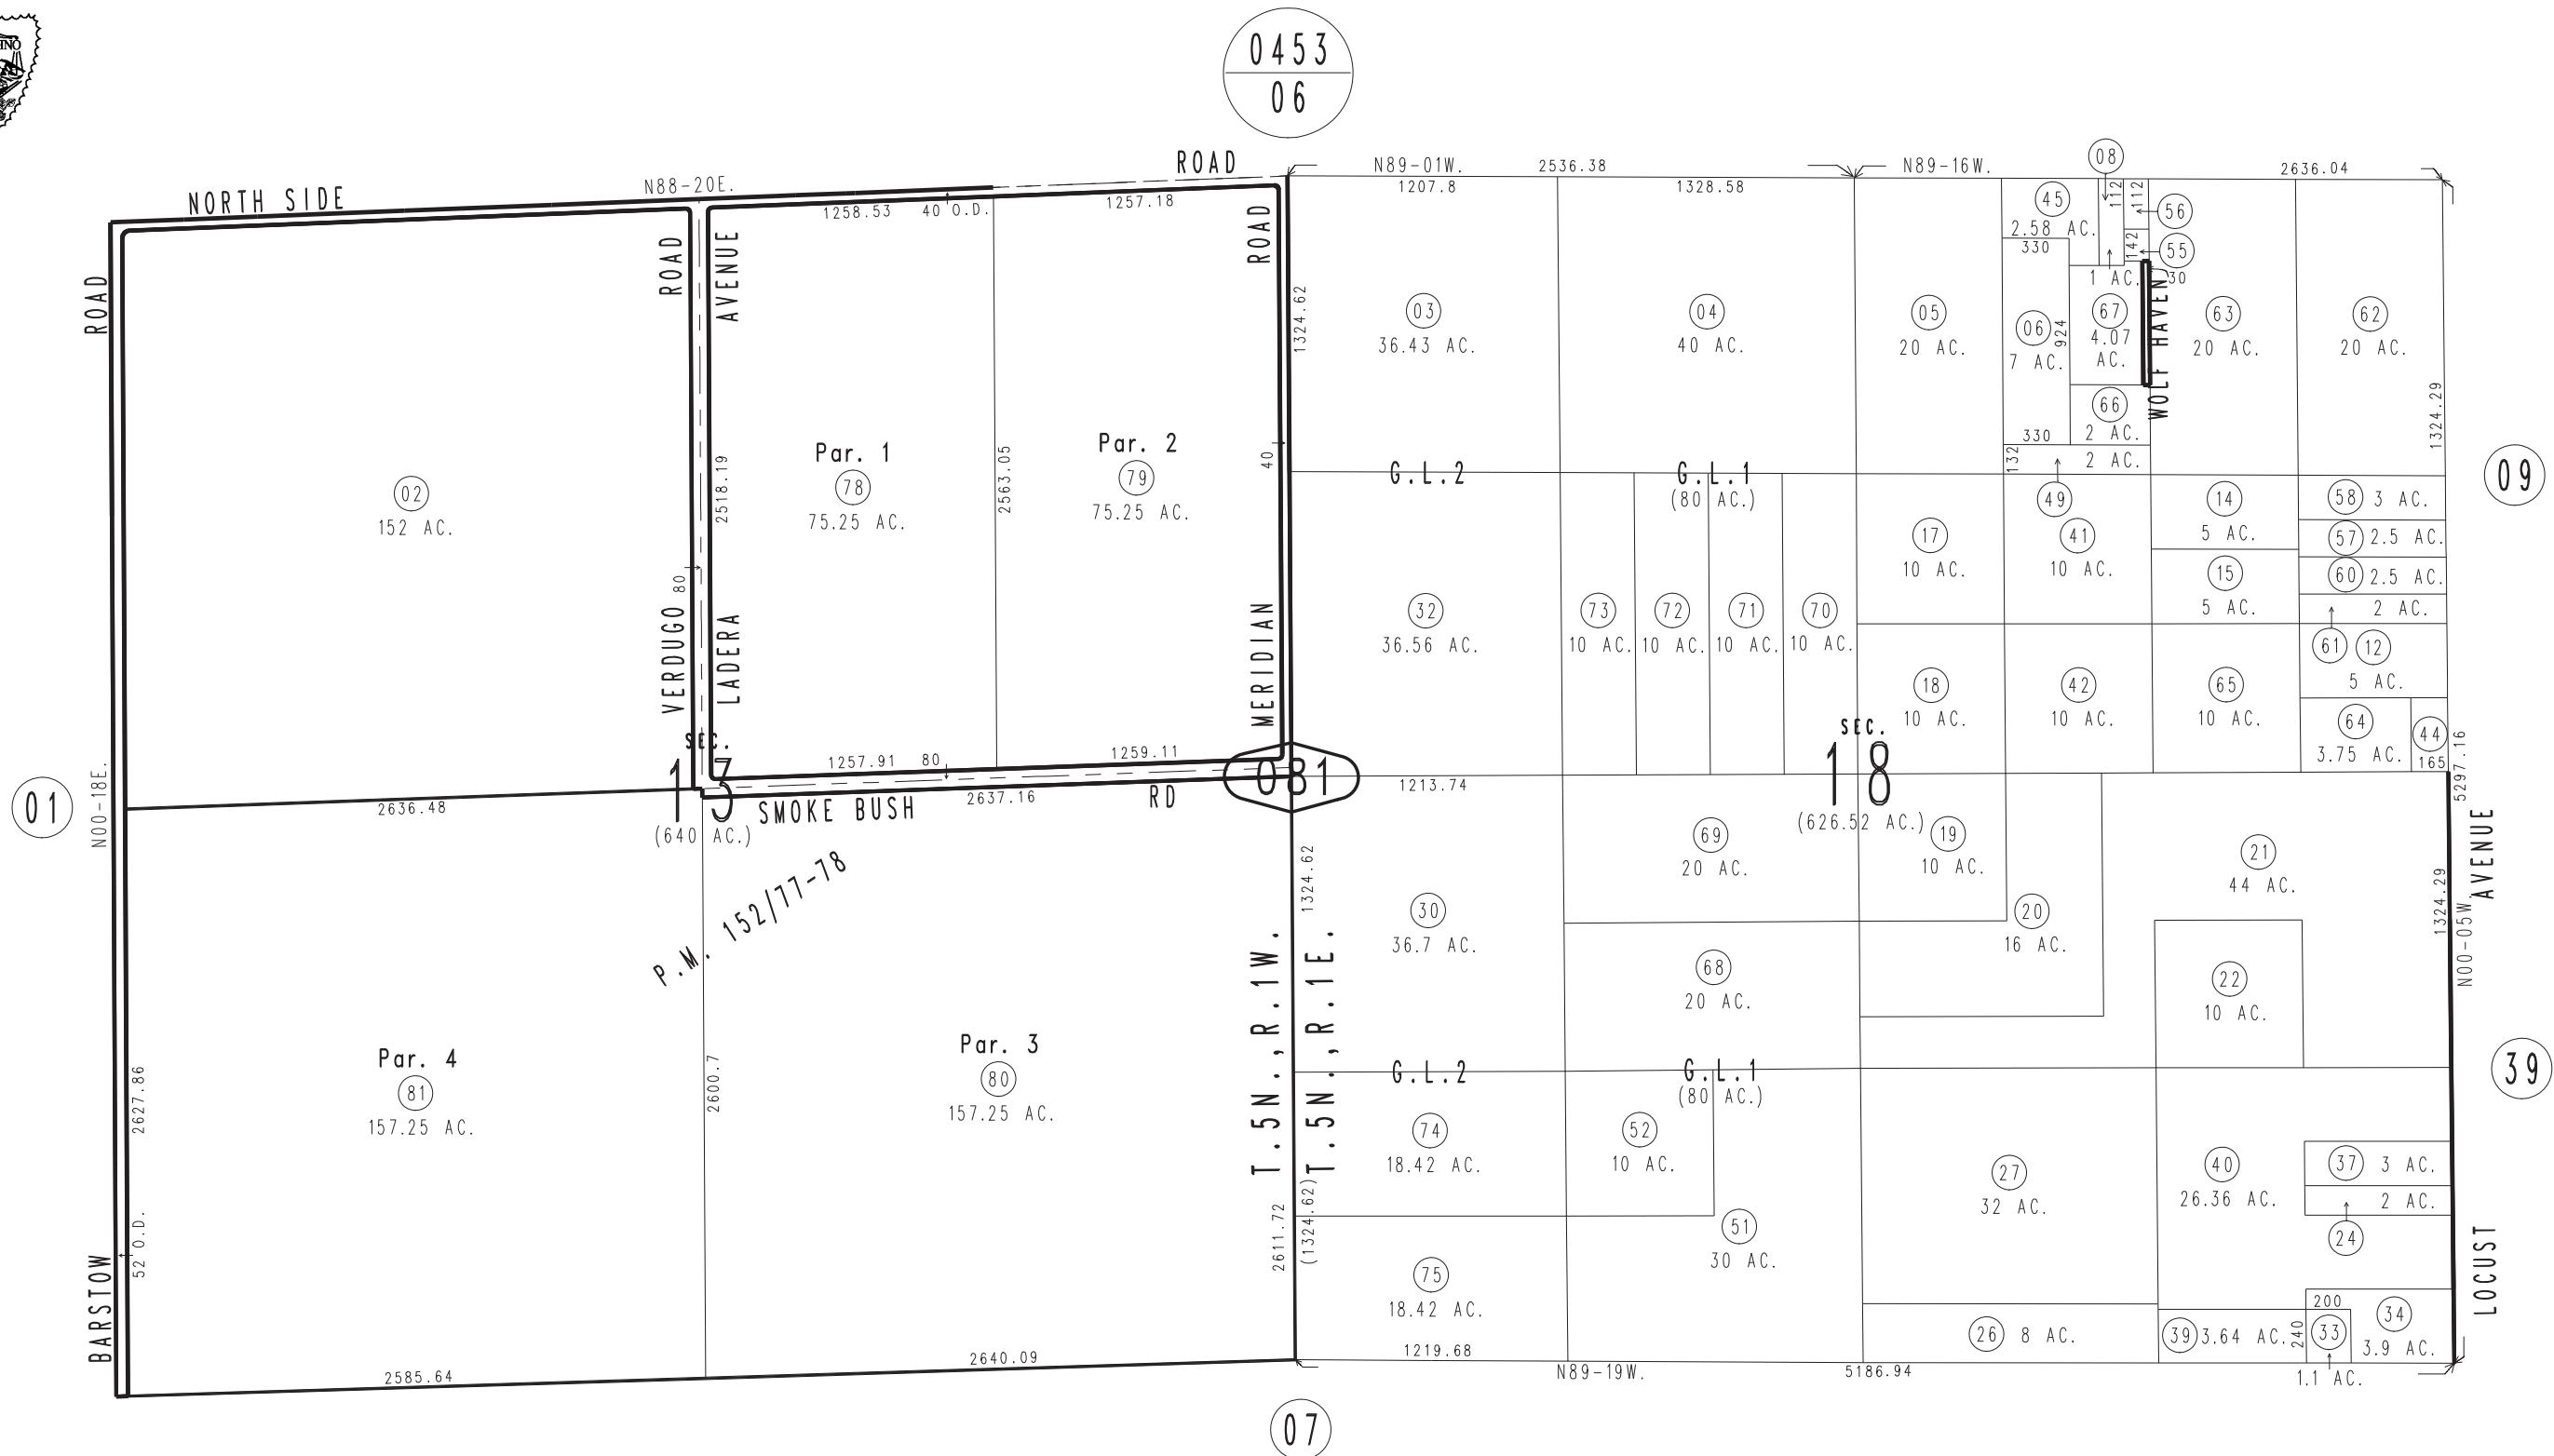 0453
06
NORTH SIDE
ROAD
N88-20E.
1258.53
40 O.D.
1257.18
N89-01W.
2536.38
1207.8
1328.58
N89-16W.
2636.04
ROAD
BARSTOW
N00-18E.
01
02
152 AC.
ROAD
VERDUGO
80
AVENUE
LADERA
2518.19
Par. 1
78
75.25 AC.
2563.05
Par. 2
79
75.25 AC.
ROAD
MERIDIAN
40
1324.62
03
36.43 AC.
04
40 AC.
05
20 AC.
45
2.58 AC.
330
08
112
112
56
142
55
30
1 AC.
06
7 AC.
924
67
4.07
AC.
WOLF HAVEN
63
20 AC.
62
20 AC.
1324.29
66
2 AC.
330
132
2 AC.
49
09
G.L.2
G.L.1
(80 AC.)
32
36.56 AC.
73
10 AC.
72
10 AC.
71
10 AC.
70
10 AC.
17
10 AC.
41
10 AC.
14
5 AC.
15
5 AC.
58 3 AC.
57 2.5 AC.
60 2.5 AC.
2 AC.
61
12
5 AC.
18
10 AC.
42
10 AC.
65
10 AC.
64
3.75 AC.
44
165
5297.16
SEC.
13
(640 AC.)
1257.91
80
1259.11
2636.48
SMOKE BUSH
2637.16
RD
081
1213.74
SEC.
18
(626.52 AC.)
P.M. 152/77-78
69
20 AC.
19
10 AC.
20
16 AC.
21
44 AC.
22
10 AC.
1324.62
30
36.7 AC.
68
20 AC.
1324.29
N00-05W.
AVENUE
LOCUST
39
T.5N.,R.1W.
T.5N.,R.1E.
G.L.2
G.L.1
(80 AC.)
Par. 4
81
157.25 AC.
2627.86
52 O.D.
2600.7
Par. 3
80
157.25 AC.
2611.72
(1324.62)
74
18.42 AC.
52
10 AC.
51
30 AC.
75
18.42 AC.
27
32 AC.
40
26.36 AC.
37 3 AC.
2 AC.
24
26 8 AC.
39 3.64 AC.
200
240
33
34
3.9 AC.
1.1 AC.
2585.64
2640.09
1219.68
N89-19W.
5186.94
07